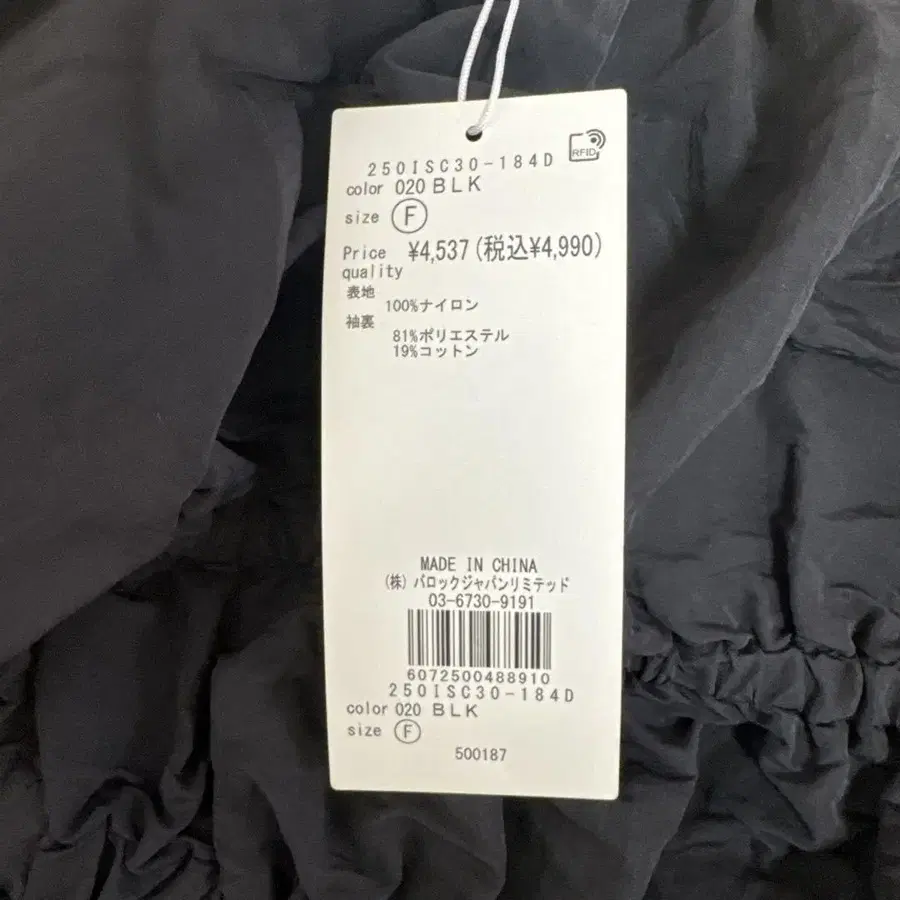 RFID
250ISC30-184D
color 020 BLK
size F
Price ¥4,537(税込¥4,990)
quality
表地
100%ナイロン
袖裏
81%ポリエステル
19%コットン
MADE IN CHINA
(株)バロックジャパンリミテッド
03-6730-9191
6072500488910
250ISC30-184D
color 020 BLK
size F
500187